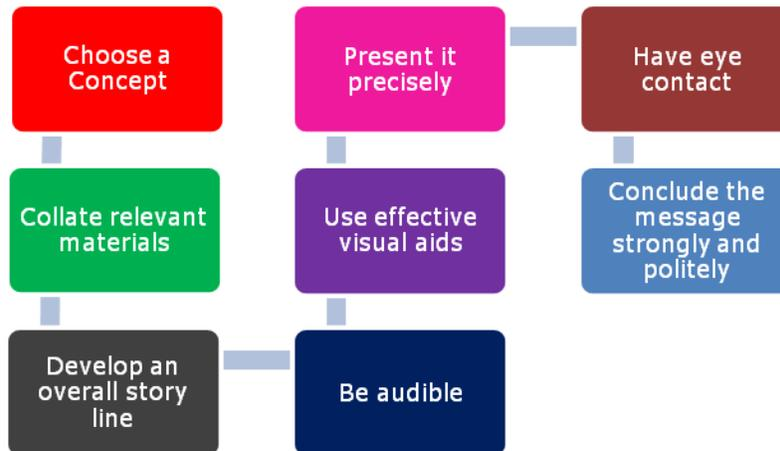 Choose a
Concept
Collate relevant
materials
Develop an
overall story
line
Be audible
Use effective
visual aids
Present it
precisely
Have eye
contact
Conclude the
message
strongly and
politely